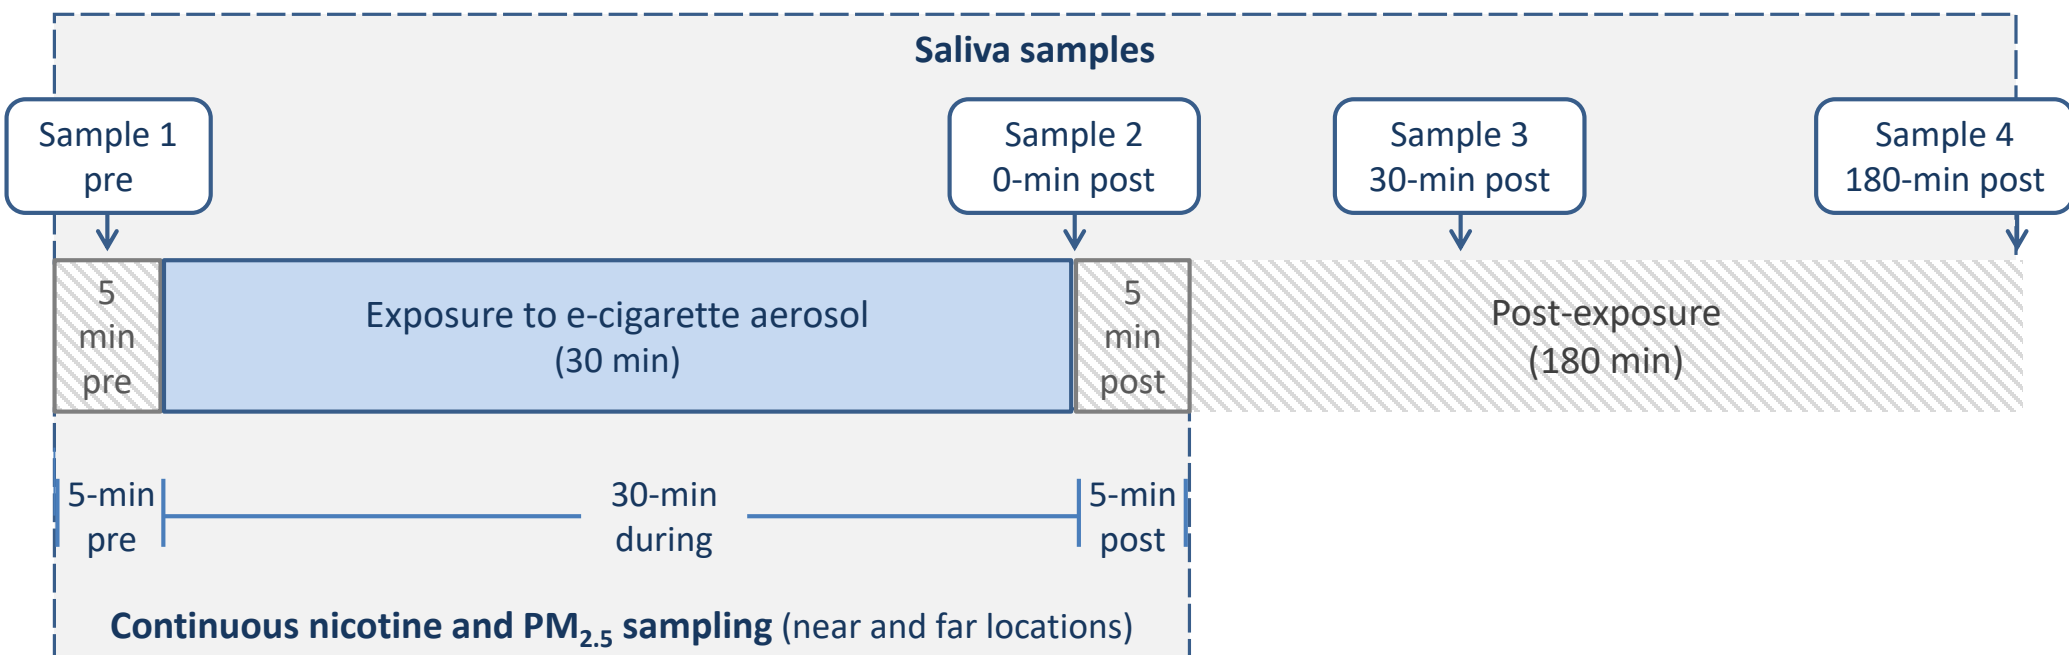 Saliva samples
Sample 1
pre
Sample 2
0-min post
Sample 3
30-min post
Sample 4
180-min post
5
min
pre
Exposure to e-cigarette aerosol
(30 min)
5
min
post
Post-exposure
(180 min)
5-min
pre
30-min
during
5-min
post
Continuous nicotine and PM2.5 sampling (near and far locations)